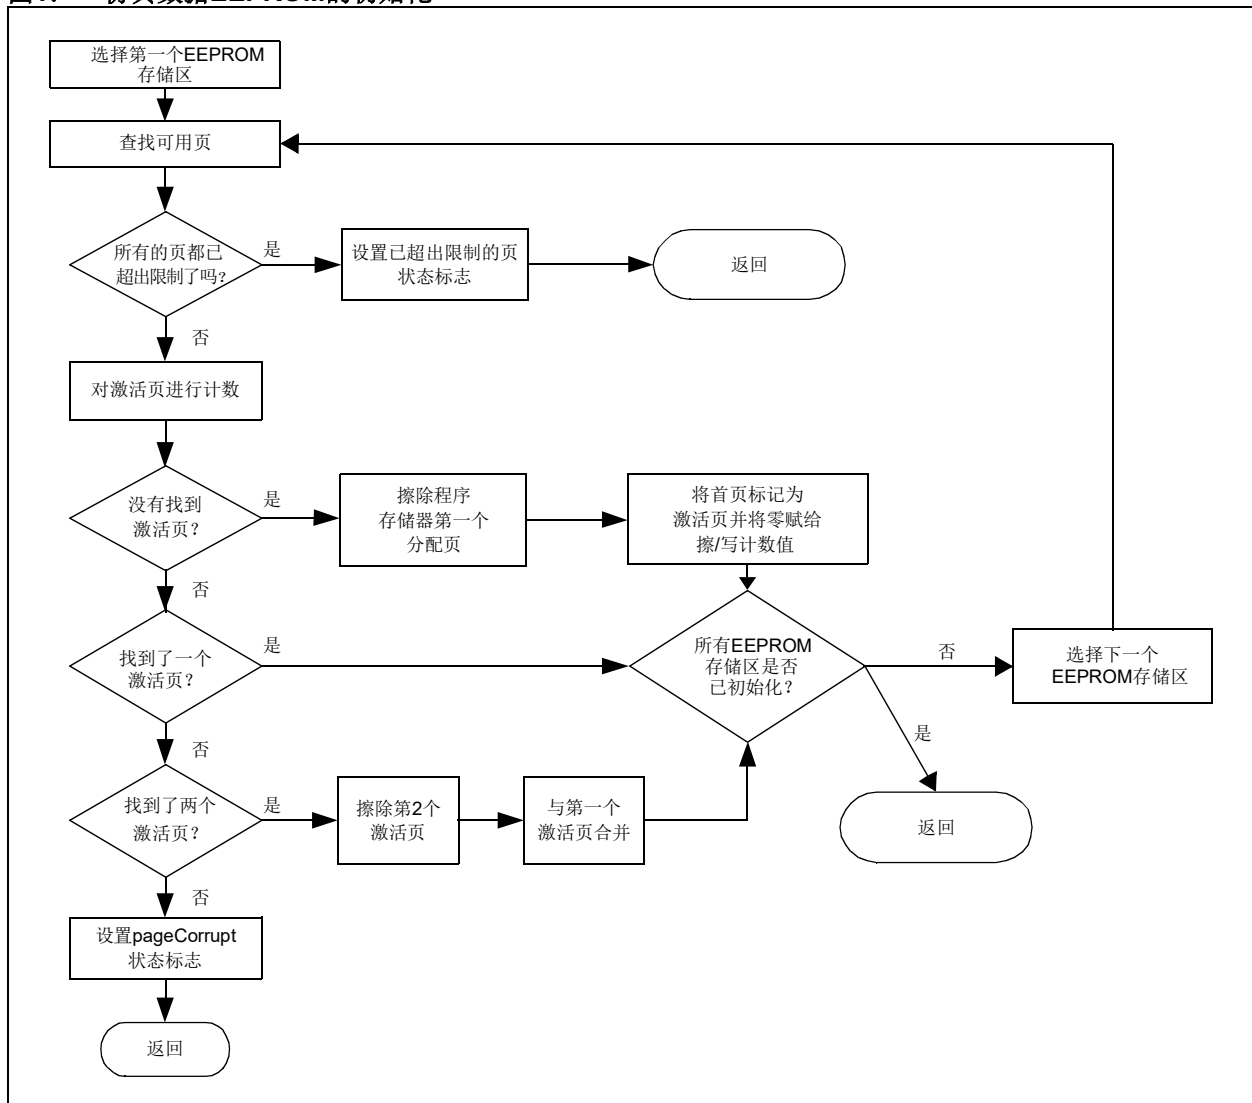 选择第一个EEPROM
存储区
查找可用页
所有的页都已
超出限制了吗？
是
设置已超出限制的页
状态标志
返回
否
对激活页进行计数
没有找到
激活页？
是
擦除程序
存储器第一个
分配页
将首页标记为
激活页并将零赋给
擦/写计数值
否
找到了一个
激活页？
是
所有EEPROM
存储区是否
已初始化？
否
选择下一个
EEPROM存储区
是
返回
否
找到了两个
激活页？
是
擦除第2个
激活页
与第一个
激活页合并
否
设置pageCorrupt
状态标志
返回